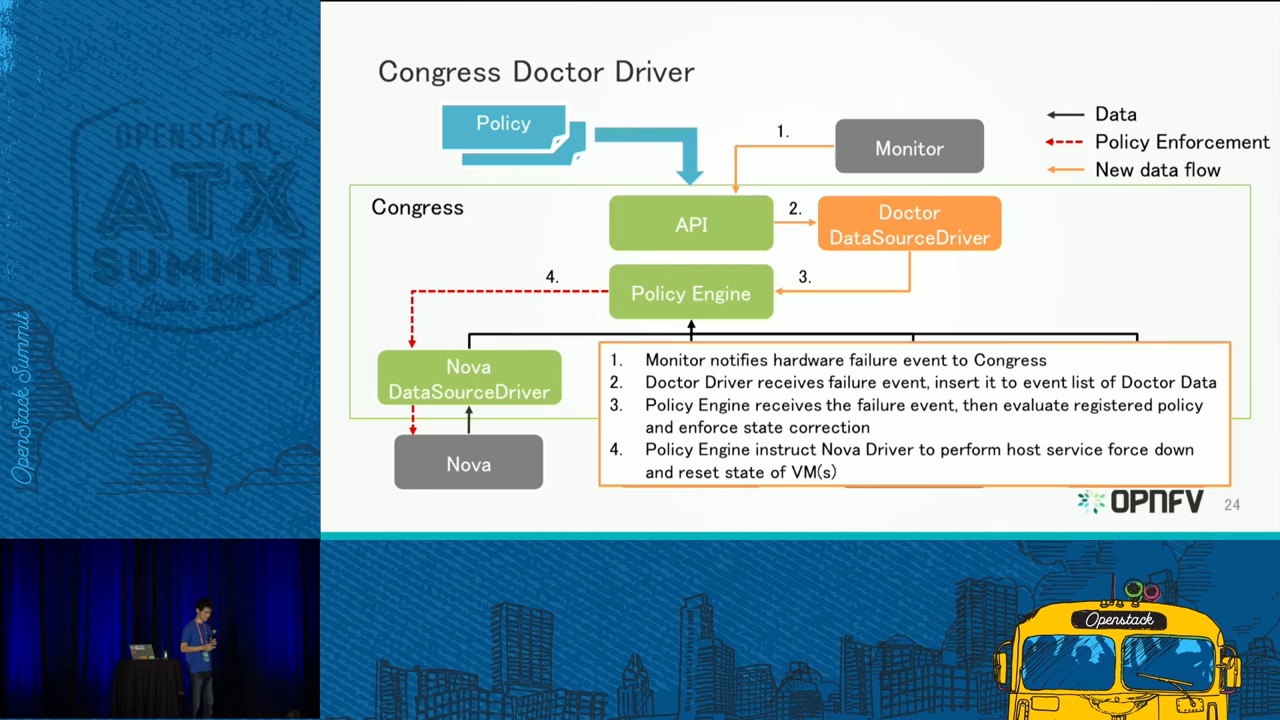 Congress Doctor Driver
Policy
1.
Monitor
Data
Policy Enforcement
New data flow
Congress
API
2.
Doctor
DataSourceDriver
4.
Policy Engine
3.
Nova
DataSourceDriver
Nova
1. Monitor notifies hardware failure event to Congress
2. Doctor Driver receives failure event, insert it to event list of Doctor Data
3. Policy Engine receives the failure event, then evaluate registered policy
and enforce state correction
4. Policy Engine instruct Nova Driver to perform host service force down
and reset state of VM(s)
OPNFV
24
OPENSTACK
ATX
SUMMIT
OpenStack Summit
Openstack